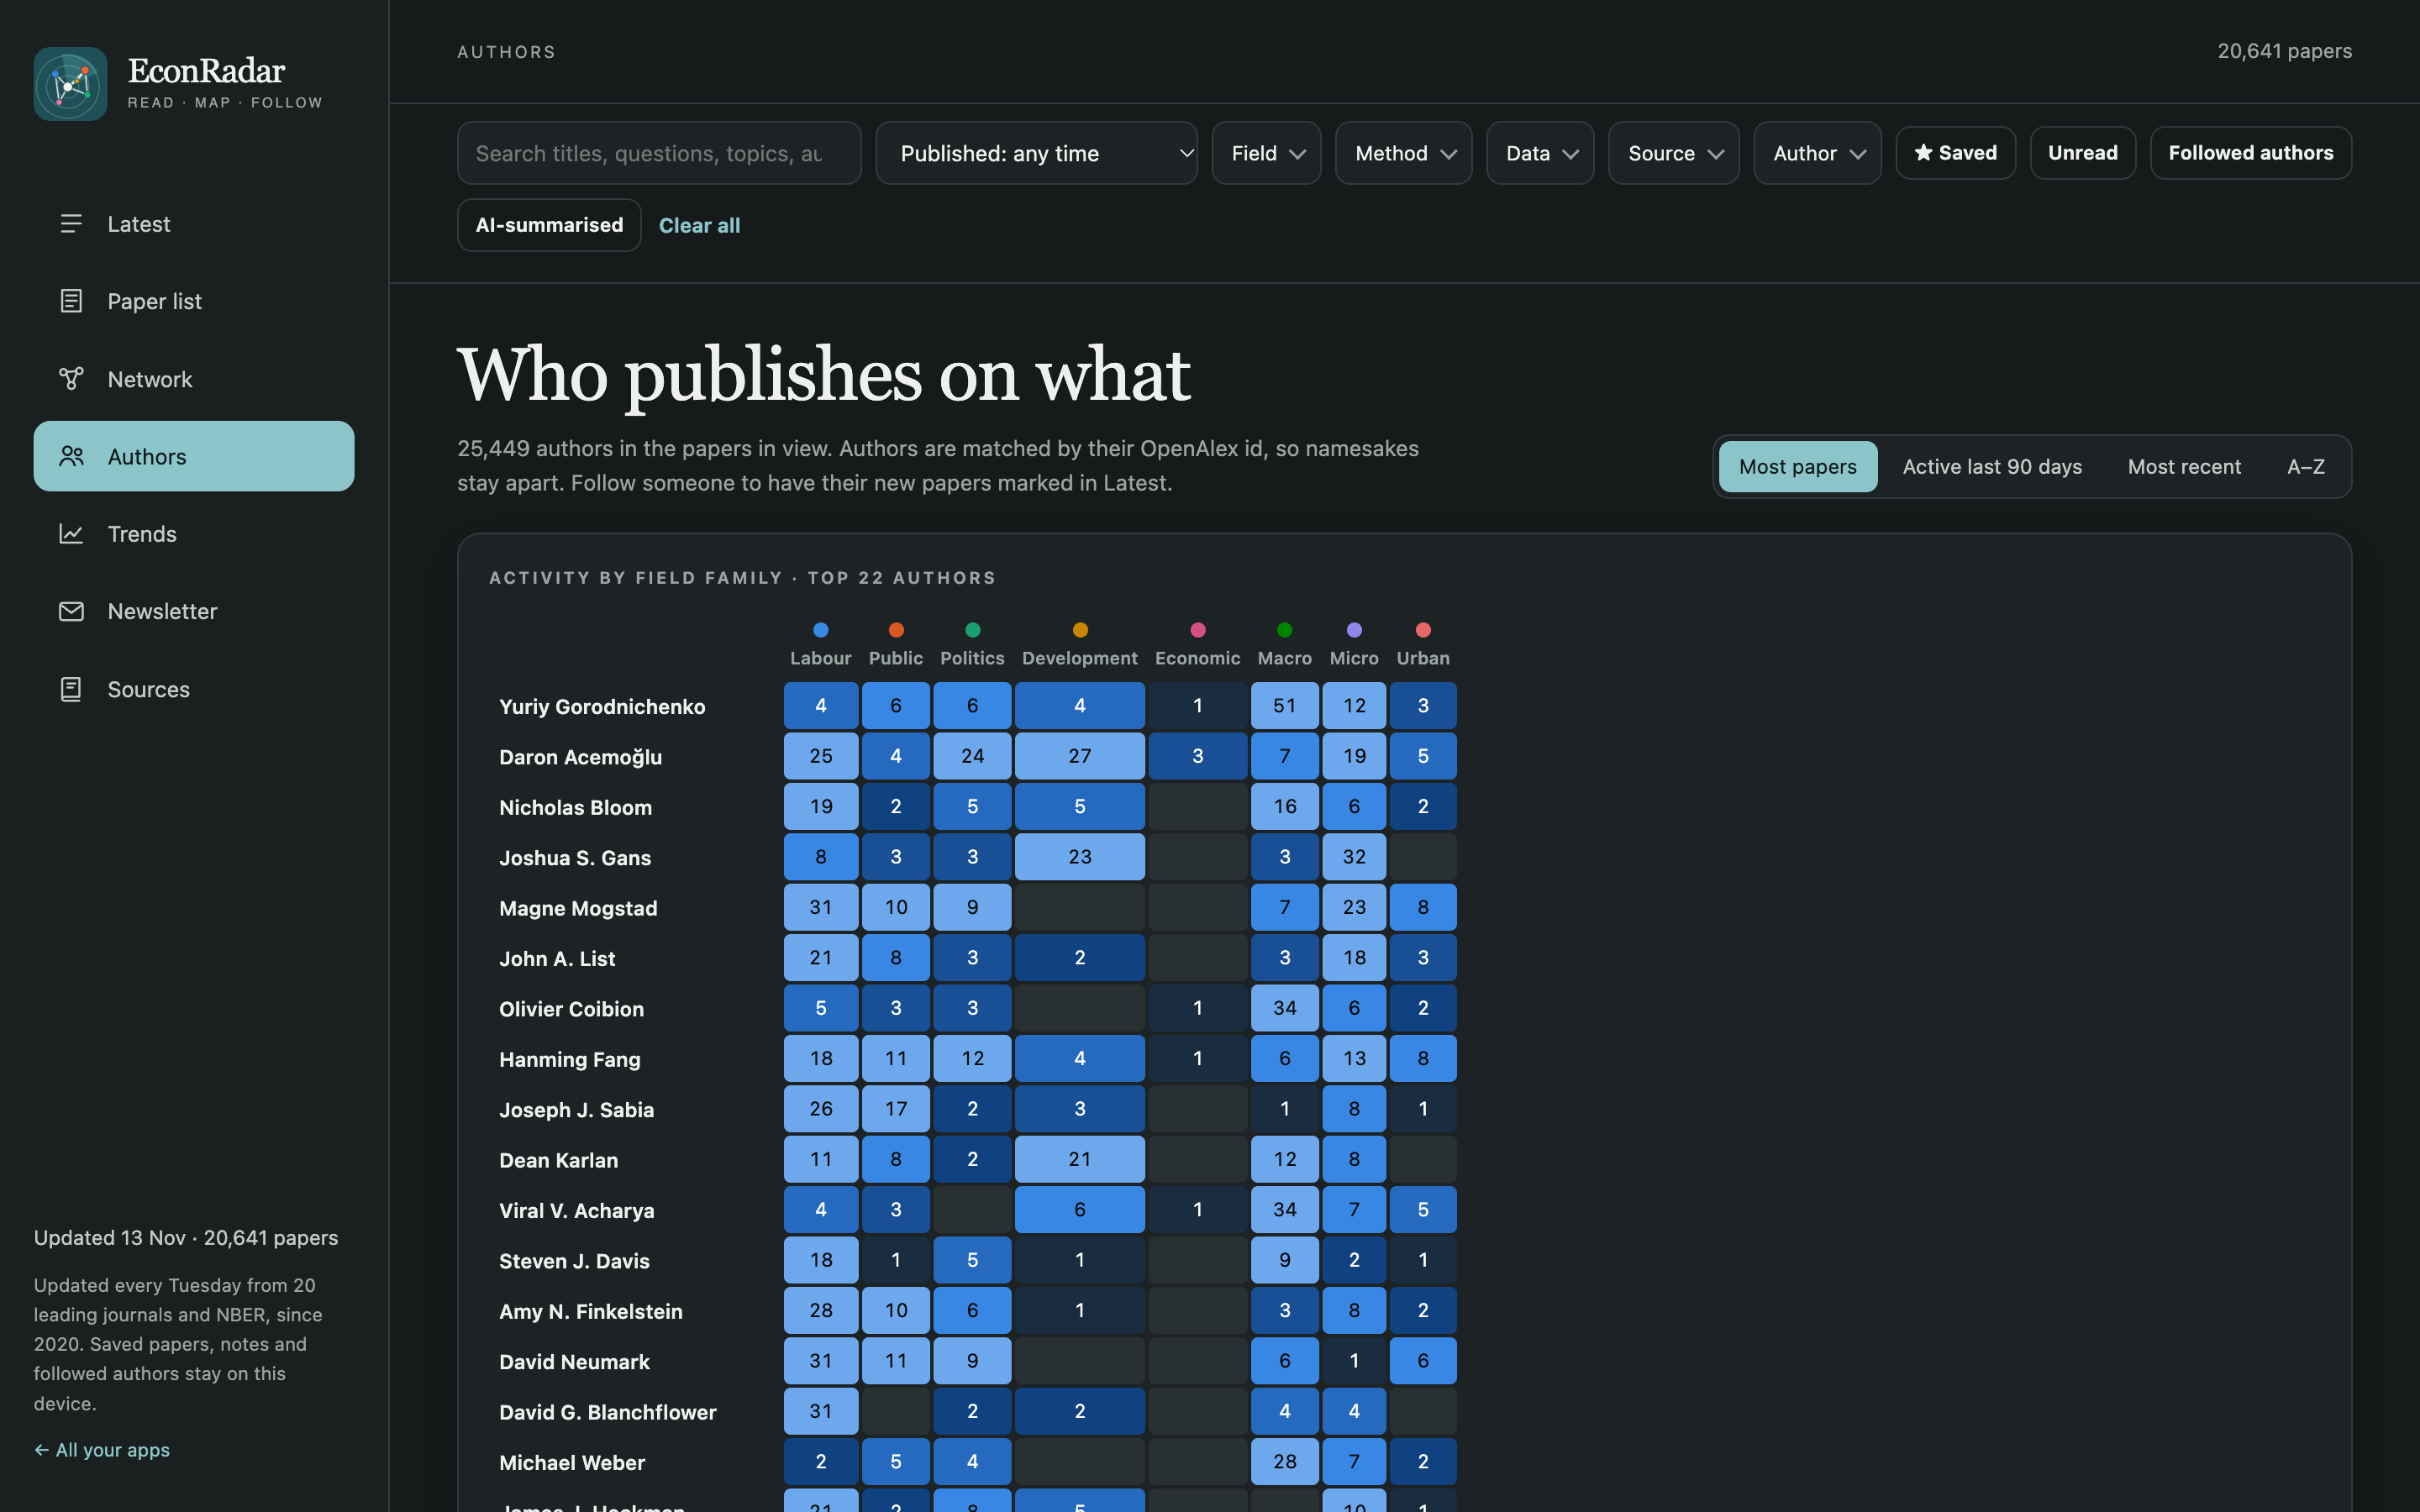 EconRadar
READ · MAP · FOLLOW
Latest
Paper list
Network
Authors
Trends
Newsletter
Sources
Updated 13 Nov · 20,641 papers
Updated every Tuesday from 20
leading journals and NBER, since
2020. Saved papers, notes and
followed authors stay on this
device.
← All your apps
AUTHORS
20,641 papers
Search titles, questions, topics, au
Published: any time
Field
Method
Data
Source
Author
★ Saved
Unread
Followed authors
AI-summarised
Clear all
Who publishes on what
25,449 authors in the papers in view. Authors are matched by their OpenAlex id, so namesakes
stay apart. Follow someone to have their new papers marked in Latest.
Most papers
Active last 90 days
Most recent
A–Z
ACTIVITY BY FIELD FAMILY · TOP 22 AUTHORS
Labour Public Politics Development Economic Macro Micro Urban
Yuriy Gorodnichenko 4 6 6 4 1 51 12 3
Daron Acemoğlu 25 4 24 27 3 7 19 5
Nicholas Bloom 19 2 5 5 16 6 2
Joshua S. Gans 8 3 3 23 3 32
Magne Mogstad 31 10 9 7 23 8
John A. List 21 8 3 2 3 18 3
Olivier Coibion 5 3 3 1 34 6 2
Hanming Fang 18 11 12 4 1 6 13 8
Joseph J. Sabia 26 17 2 3 1 8 1
Dean Karlan 11 8 2 21 12 8
Viral V. Acharya 4 3 6 1 34 7 5
Steven J. Davis 18 1 5 1 9 2 1
Amy N. Finkelstein 28 10 6 1 3 8 2
David Neumark 31 11 9 6 1 6
David G. Blanchflower 31 2 2 4 4
Michael Weber 2 5 4 28 7 2
James J. Heckman 21 2 8 5 10 1